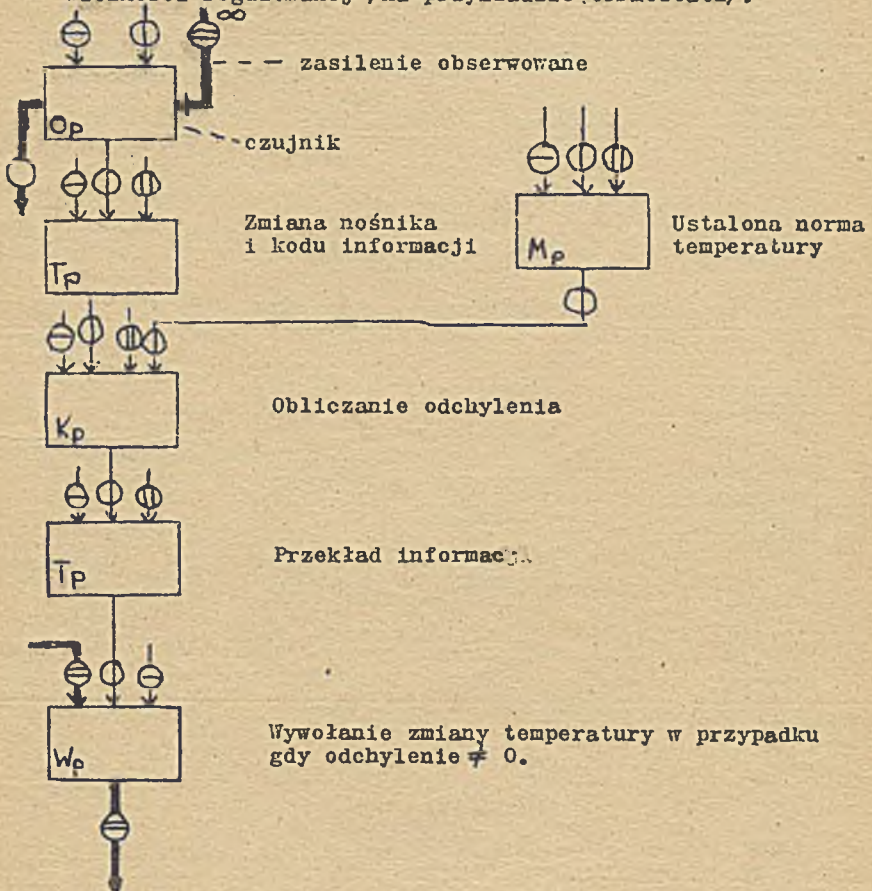 ∞
zasilenie obserwowane
Op
czujnik
Zmiana nośnika
i kodu informacji
Tp
Mp
Ustalona norma
temperatury
Kp
Obliczanie odchylenia
Tp
Przekład
Wp
Wywołanie zmiany temperatury w przypadku
gdy odchylenie ≠ 0.